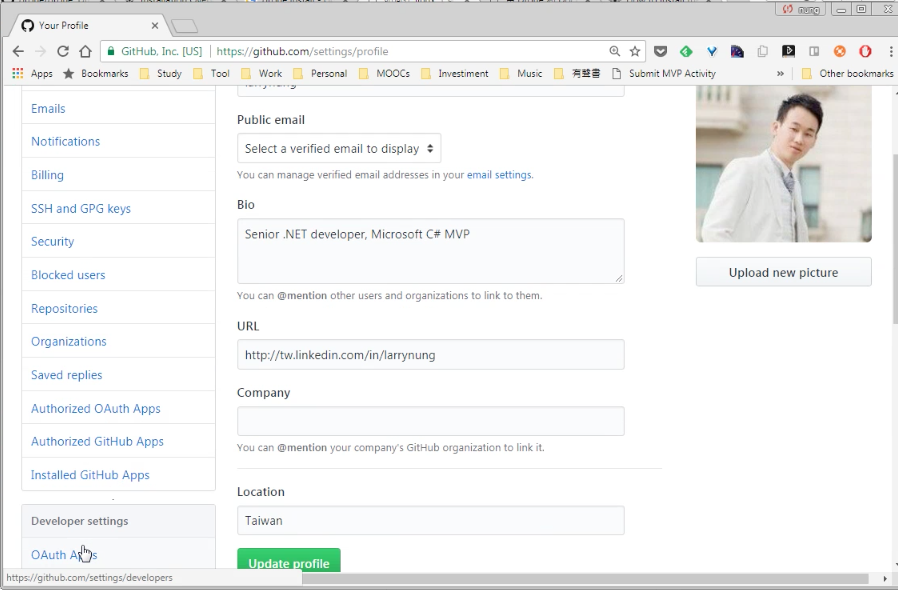 nung
Your Profile
GitHub, Inc. [US] | https://github.com/settings/profile
Apps Bookmarks Study Tool Work Personal MOOCs Investiment Music 有聲書 Submit MVP Activity » Other bookmarks
larrynung
Emails
Notifications
Billing
SSH and GPG keys
Security
Blocked users
Repositories
Organizations
Saved replies
Authorized OAuth Apps
Authorized GitHub Apps
Installed GitHub Apps
Developer settings
OAuth Apps
https://github.com/settings/developers
Public email
Select a verified email to display
You can manage verified email addresses in your email settings.
Bio
Senior .NET developer, Microsoft C# MVP
You can @mention other users and organizations to link to them.
URL
http://tw.linkedin.com/in/larrynung
Company
You can @mention your company's GitHub organization to link it.
Location
Taiwan
Update profile
Upload new picture